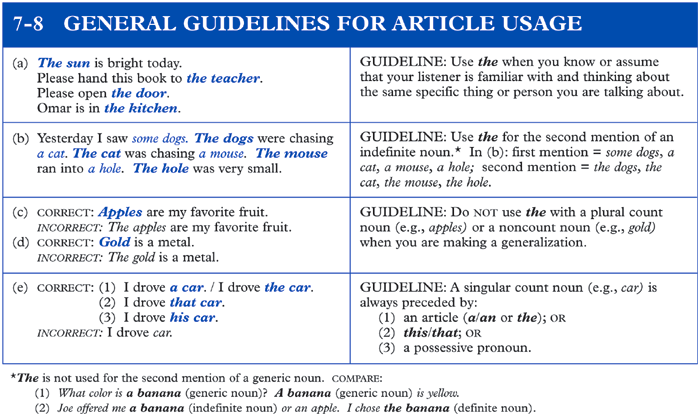 7-8 GENERAL GUIDELINES FOR ARTICLE USAGE
(a) The sun is bright today.
Please hand this book to the teacher.
Please open the door.
Omar is in the kitchen.
GUIDELINE: Use the when you know or assume
that your listener is familiar with and thinking about
the same specific thing or person you are talking about.
(b) Yesterday I saw some dogs. The dogs were chasing
a cat. The cat was chasing a mouse. The mouse
ran into a hole. The hole was very small.
GUIDELINE: Use the for the second mention of an
indefinite noun.* In (b): first mention = some dogs, a
cat, a mouse, a hole; second mention = the dogs, the
cat, the mouse, the hole.
(c) CORRECT: Apples are my favorite fruit.
INCORRECT: The apples are my favorite fruit.
(d) CORRECT: Gold is a metal.
INCORRECT: The gold is a metal.
GUIDELINE: Do NOT use the with a plural count
noun (e.g., apples) or a noncount noun (e.g., gold)
when you are making a generalization.
(e) CORRECT: (1) I drove a car. / I drove the car.
(2) I drove that car.
(3) I drove his car.
INCORRECT: I drove car.
GUIDELINE: A singular count noun (e.g., car) is
always preceded by:
(1) an article (a/an or the); OR
(2) this/that; OR
(3) a possessive pronoun.
*The is not used for the second mention of a generic noun. COMPARE:
(1) What color is a banana (generic noun)? A banana (generic noun) is yellow.
(2) Joe offered me a banana (indefinite noun) or an apple. I chose the banana (definite noun).